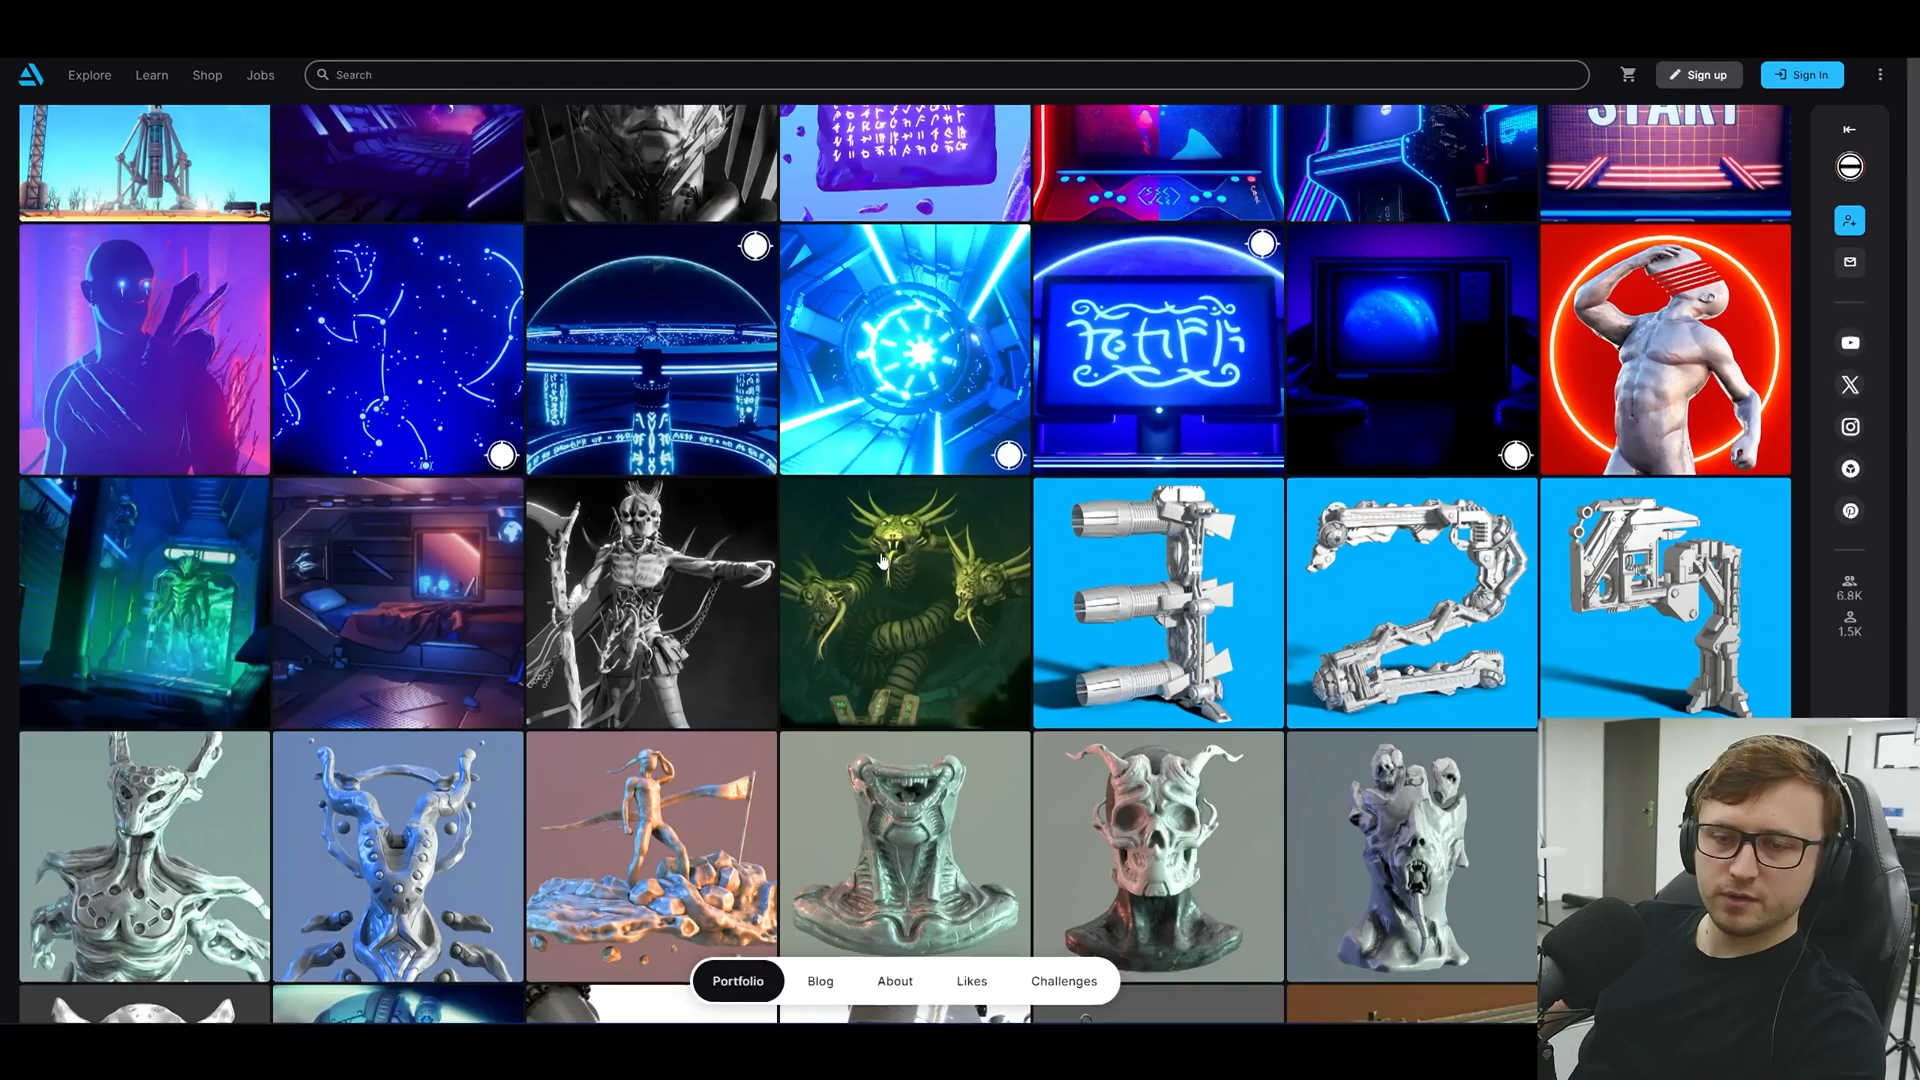 Explore
Learn
Shop
Jobs
Search
Sign up
Sign In
START
6.8K
1.5K
Portfolio
Blog
About
Likes
Challenges